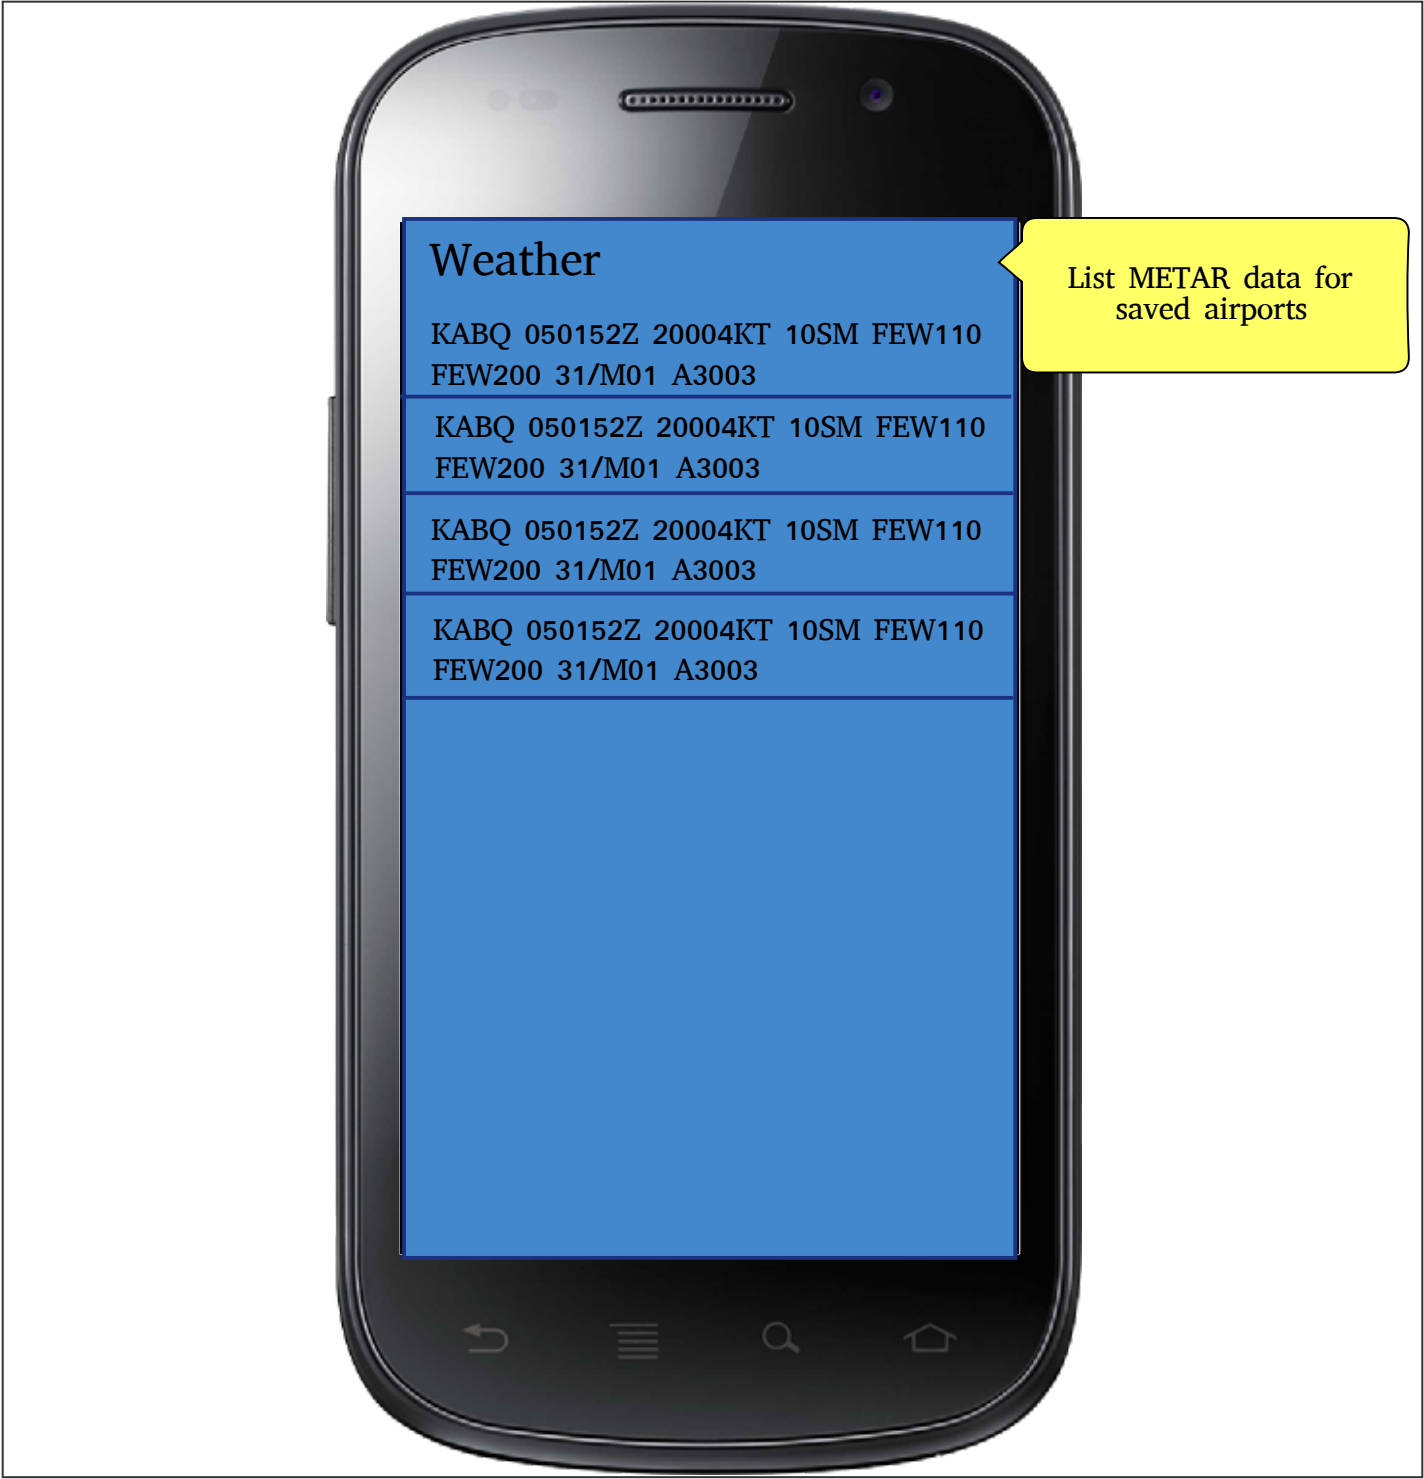 Weather
List METAR data for
saved airports
KABQ 050152Z 20004KT 10SM FEW110
FEW200 31/M01 A3003
KABQ 050152Z 20004KT 10SM FEW110
FEW200 31/M01 A3003
KABQ 050152Z 20004KT 10SM FEW110
FEW200 31/M01 A3003
KABQ 050152Z 20004KT 10SM FEW110
FEW200 31/M01 A3003